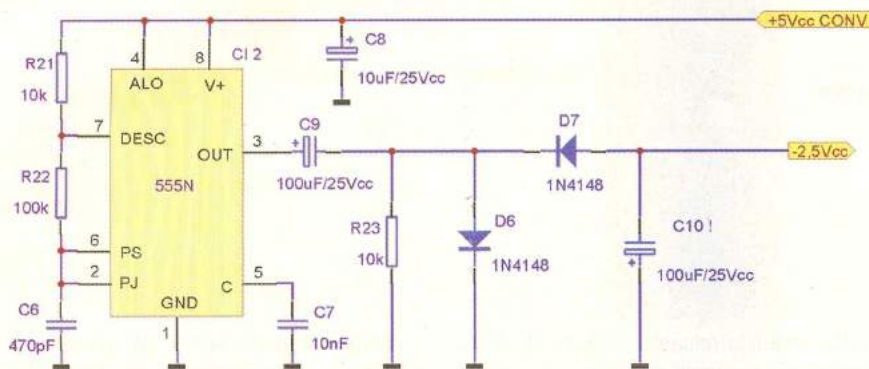 +5Vcc CONV
C8
CI 2
4
8
R21
10k
ALO
V+
10uF/25Vcc
7
DESC
C9
D7
3
OUT
-2,5Vcc
R22
100k
555N
100uF/25Vcc
1N4148
R23
10k
D6
C10 !
6
PS
2
PJ
5
C
1N4148
100uF/25Vcc
C6
GND
C7
470pF
1
10nF